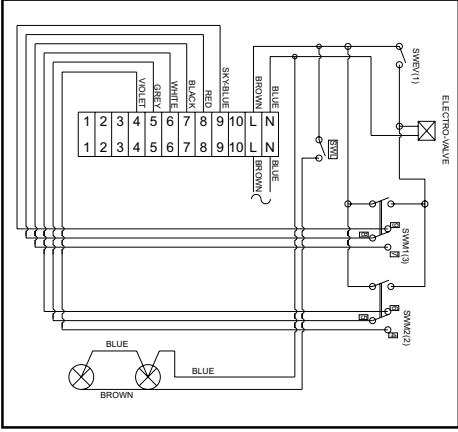 SWEV(1)
ELECTRO-VALVE
VIOLET
GREY
WHITE
BLACK
RED
SKY-BLUE
BROWN
BLUE
1 2 3 4 5 6 7 8 9 10 L N
1 2 3 4 5 6 7 8 9 10 L N
BROWN
BLUE
SWL
SWM1(3)
SWM2(2)
BLUE
BLUE
BROWN